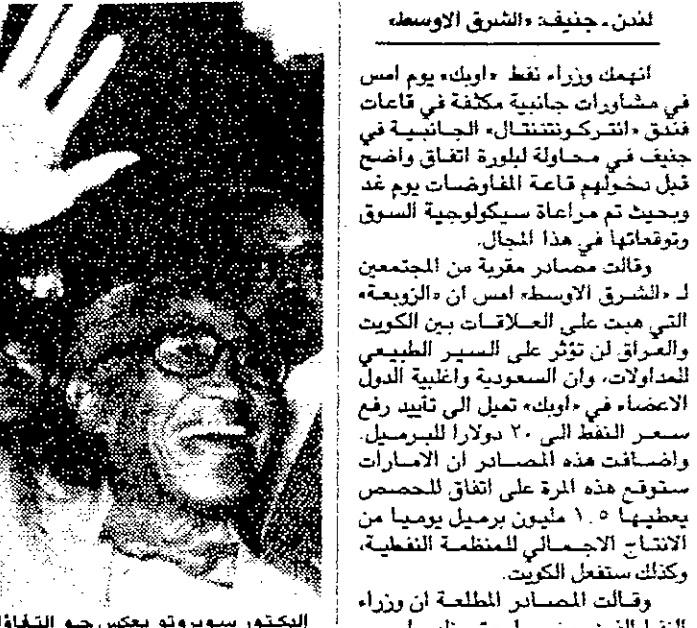 لندن ـ جنيف: «الشرق الاوسط»
انهمك وزراء نفط «اوبك» يوم امس
في مشاورات جانبية مكثفة في قاعات
فندق «انتركونتننتال» الجانبية في
جنيف في محاولة لبلورة اتفاق واضح
قبل دخولهم قاعة المفاوضات يوم غد
وبحيث تم مراعاة سيكولوجية السوق
وتوقعاتها في هذا المجال.
وقالت مصادر مقربة من المجتمعين
لـ «الشرق الاوسط» امس ان «الزوبعة»
التي هبت على العلاقات بين الكويت
والعراق لن تؤثر على السير الطبيعي
للمداولات، وان السعودية واغلبية الدول
الاعضاء في «اوبك» تميل الى تأييد رفع
سعر النفط الى ٢٠ دولارا للبرميل.
واضافت هذه المصادر ان الامارات
ستوقع هذه المرة على اتفاق للحصص
يعطيها ١.٥ مليون برميل يوميا من
الانتاج الاجمالي للمنظمة النفطية،
وكذلك ستفعل الكويت.
وقالت المصادر المطلعة ان وزراء
الدكتور سوبروتو يعكس جو التفاؤل